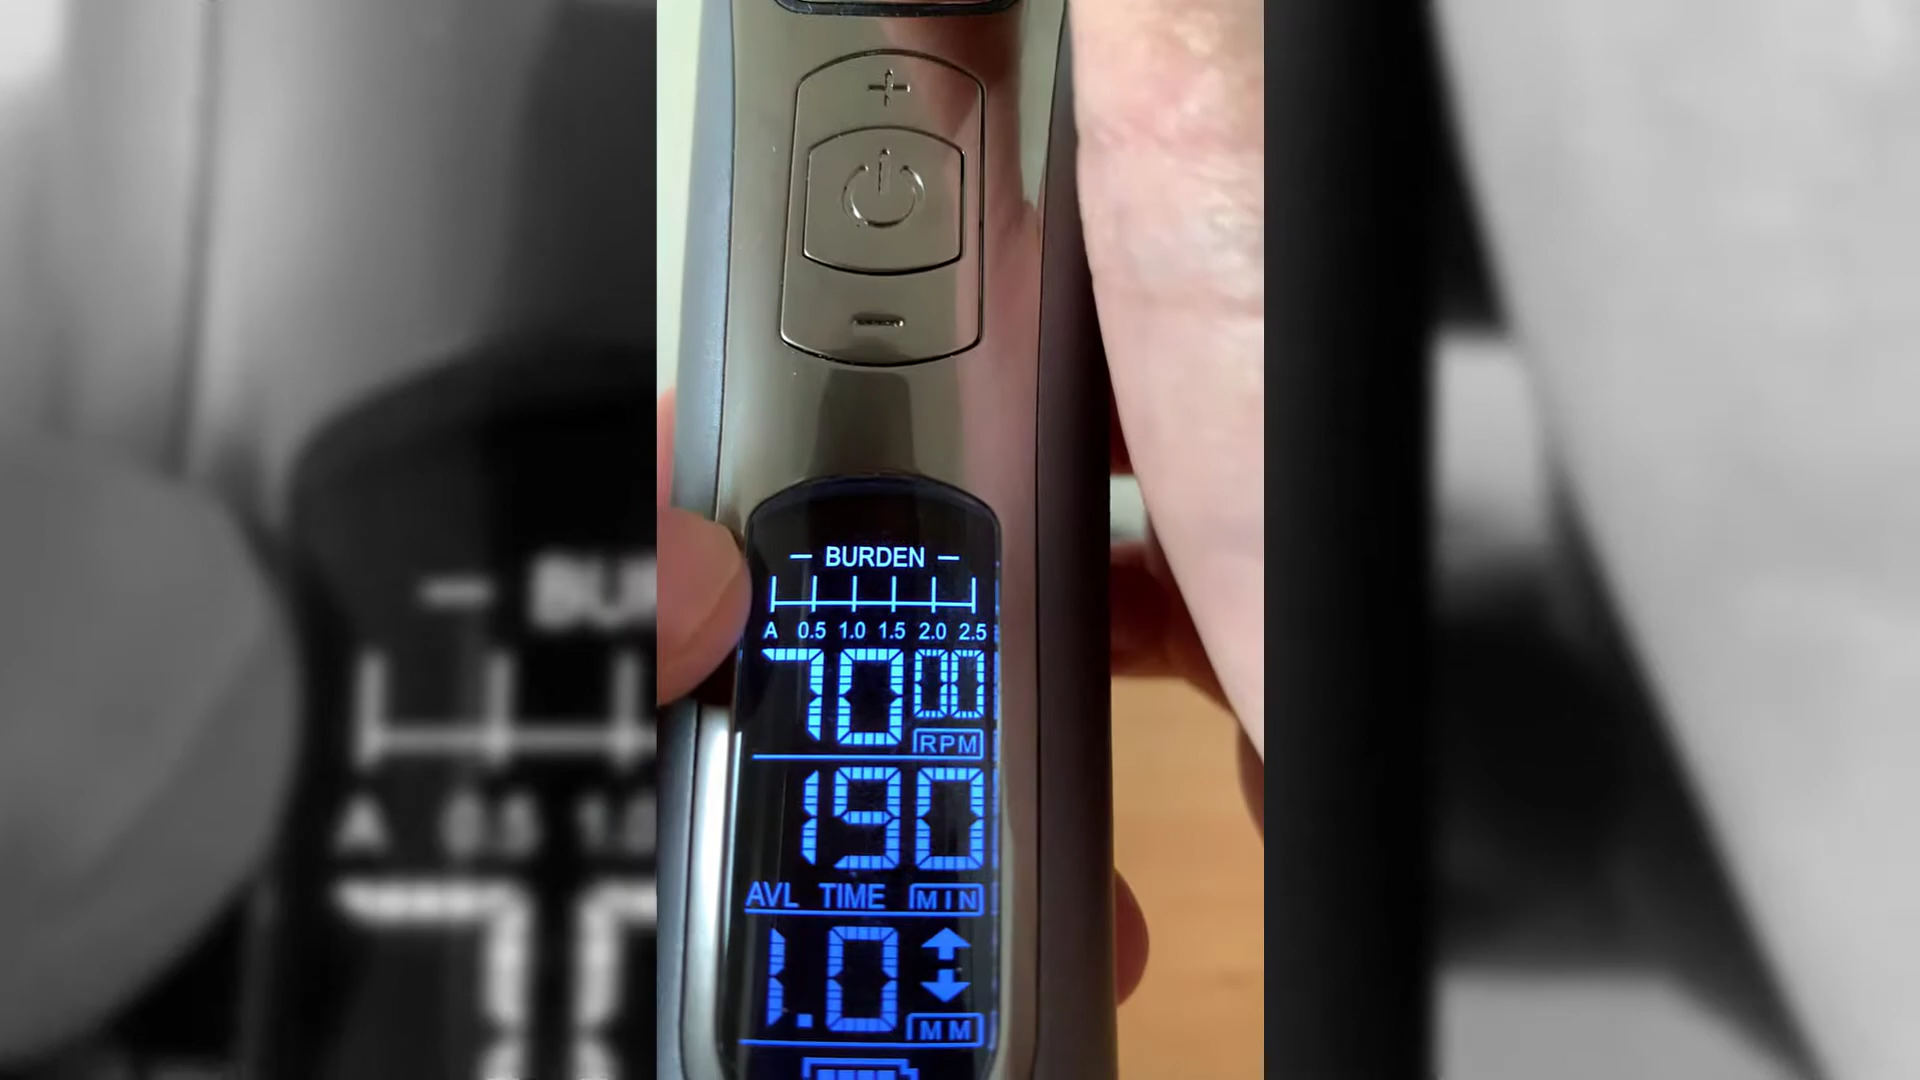 +
−
— BURDEN —
A 0.5 1.0 1.5 2.0 2.5
7000
RPM
190
AVL TIME MIN
1.0
MM